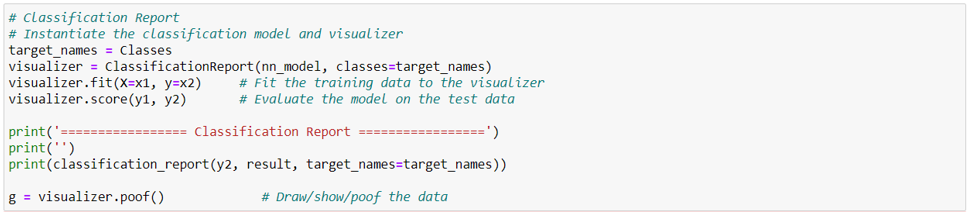 # Classification Report
# Instantiate the classification model and visualizer
target_names = Classes
visualizer = ClassificationReport(nn_model, classes=target_names)
visualizer.fit(X=x1, y=x2)     # Fit the training data to the visualizer
visualizer.score(y1, y2)       # Evaluate the model on the test data

print('================= Classification Report =================')
print('')
print(classification_report(y2, result, target_names=target_names))

g = visualizer.poof()             # Draw/show/poof the data